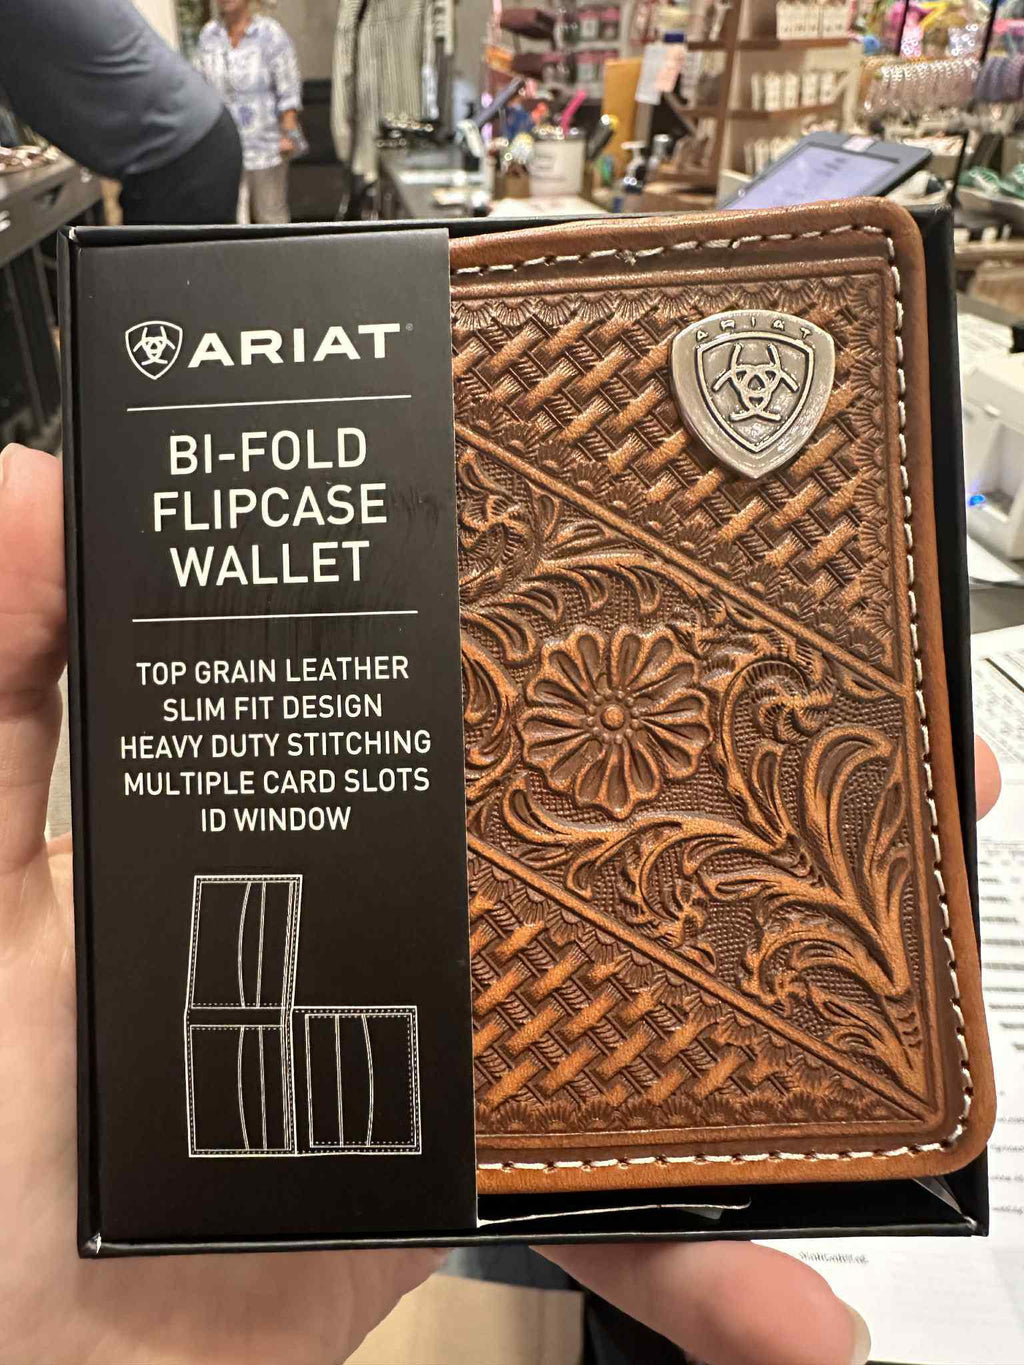 ARIAT®
BI-FOLD
FLIPCASE
WALLET
TOP GRAIN LEATHER
SLIM FIT DESIGN
HEAVY DUTY STITCHING
MULTIPLE CARD SLOTS
ID WINDOW
ARIAT